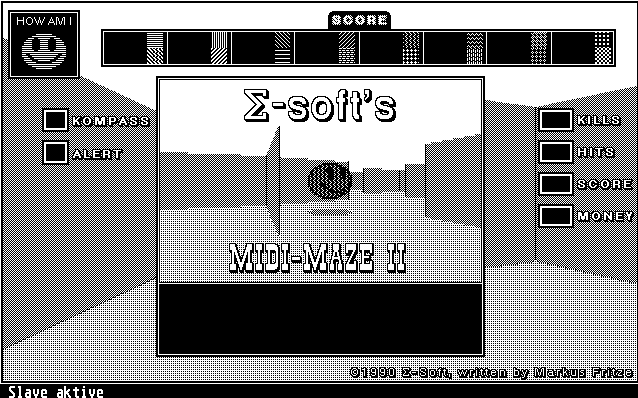 HOW AM I
SCORE
Σ-soft's
KOMPASS
ALERT
KILLS
HITS
SCORE
MONEY
MIDI-MAZE II
©1990 Σ-Soft, written by Markus Fritze
Slave aktive